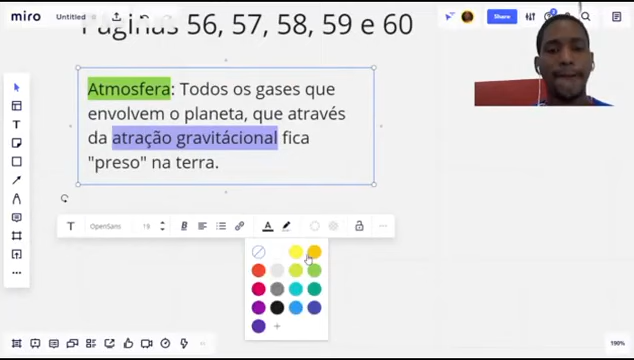 miro
Untitled
Share
Páginas 56, 57, 58, 59 e 60
Atmosfera: Todos os gases que
envolvem o planeta, que através
da atração gravitácional fica
"preso" na terra.
OpenSans
19
190%